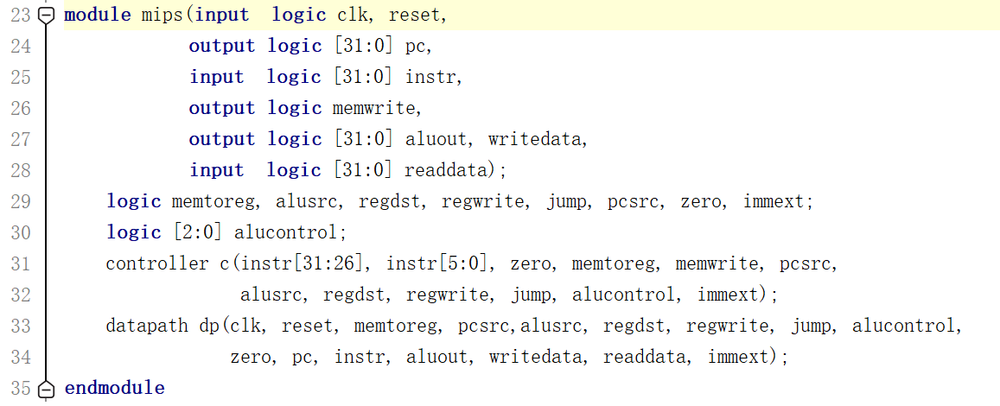 23 module mips(input  logic clk, reset,
24             output logic [31:0] pc,
25             input  logic [31:0] instr,
26             output logic memwrite,
27             output logic [31:0] aluout, writedata,
28             input  logic [31:0] readdata);
29     logic memtoreg, alusrc, regdst, regwrite, jump, pcsrc, zero, immext;
30     logic [2:0] alucontrol;
31     controller c(instr[31:26], instr[5:0], zero, memtoreg, memwrite, pcsrc,
32                  alusrc, regdst, regwrite, jump, alucontrol, immext);
33     datapath dp(clk, reset, memtoreg, pcsrc,alusrc, regdst, regwrite, jump, alucontrol,
34                 zero, pc, instr, aluout, writedata, readdata, immext);
35 endmodule